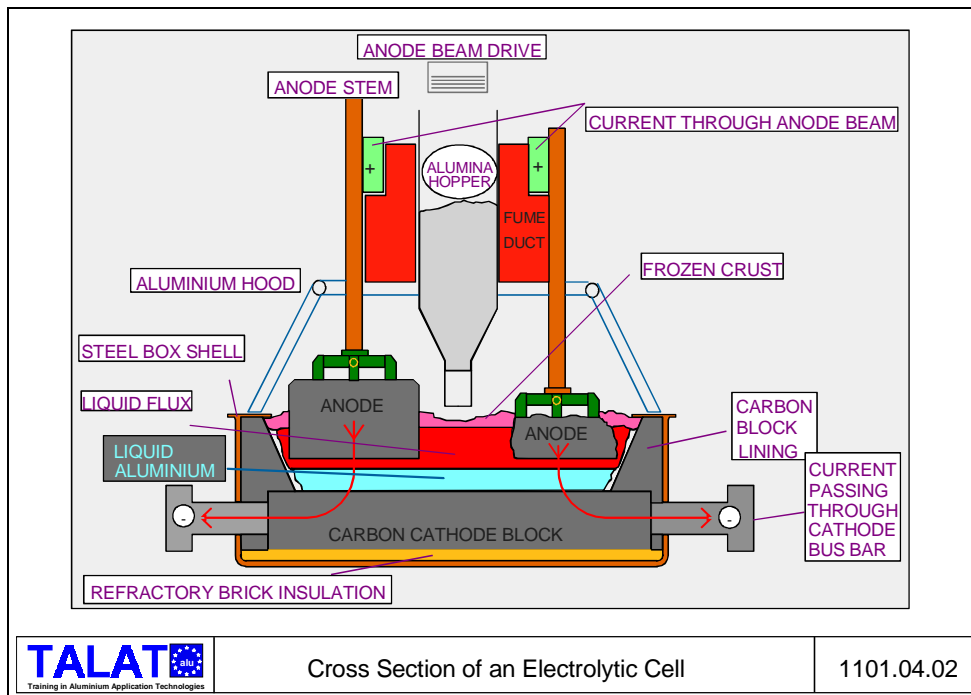 ANODE BEAM DRIVE
ANODE STEM
CURRENT THROUGH ANODE BEAM
+
+
ALUMINA
HOPPER
FUME
DUCT
FROZEN CRUST
ALUMINIUM HOOD
STEEL BOX SHELL
LIQUID FLUX
ANODE
ANODE
CARBON
BLOCK
LINING
LIQUID
ALUMINIUM
CURRENT
PASSING
THROUGH
CATHODE
BUS BAR
-
-
CARBON CATHODE BLOCK
REFRACTORY BRICK INSULATION
TALAT
alu
Training in Aluminium Application Technologies
Cross Section of an Electrolytic Cell
1101.04.02